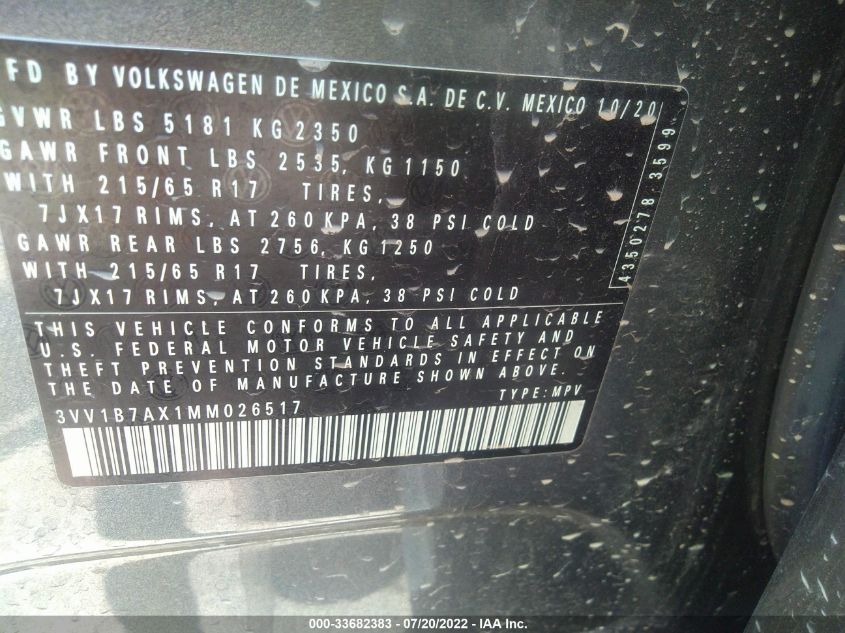 FD BY VOLKSWAGEN DE MEXICO S.A. DE C.V. MEXICO 10/20
GVWR LBS 5181 KG 2350
GAWR FRONT LBS 2535, KG 1150
WITH 215/65 R17 TIRES,
7JX17 RIMS, AT 260 KPA, 38 PSI COLD
GAWR REAR LBS 2756, KG 1250
WITH 215/65 R17 TIRES,
7JX17 RIMS, AT 260 KPA, 38 PSI COLD
4350278 3599
THIS VEHICLE CONFORMS TO ALL APPLICABLE
U.S. FEDERAL MOTOR VEHICLE SAFETY AND
THEFT PREVENTION STANDARDS IN EFFECT ON
THE DATE OF MANUFACTURE SHOWN ABOVE.
3VV1B7AX1MM026517 TYPE: MPV
000-33682383 - 07/20/2022 - IAA Inc.